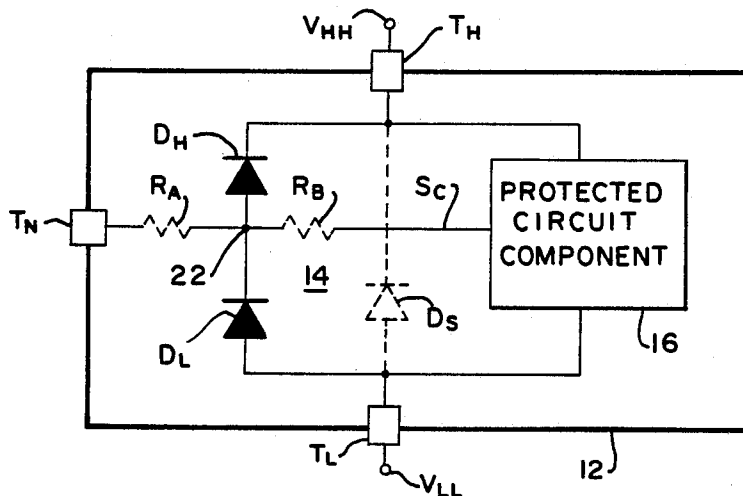 VHH
TH
DH
RA
RB
SC
PROTECTED
CIRCUIT
COMPONENT
TN
22
14
DL
DS
16
TL
VLL
12